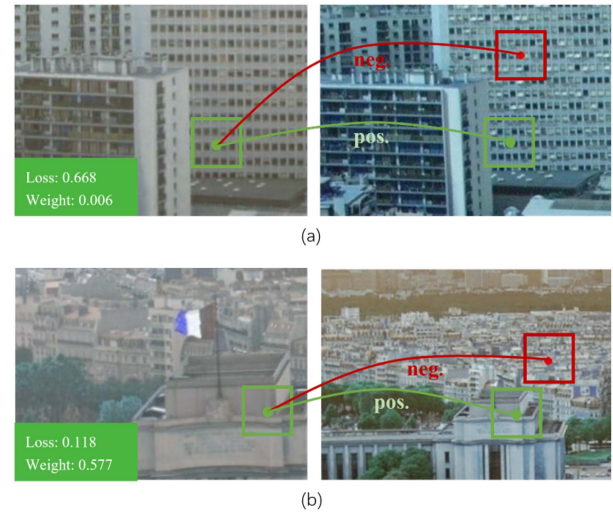 neg.
pos.
Loss: 0.668
Weight: 0.006
(a)
neg.
pos.
Loss: 0.118
Weight: 0.577
(b)